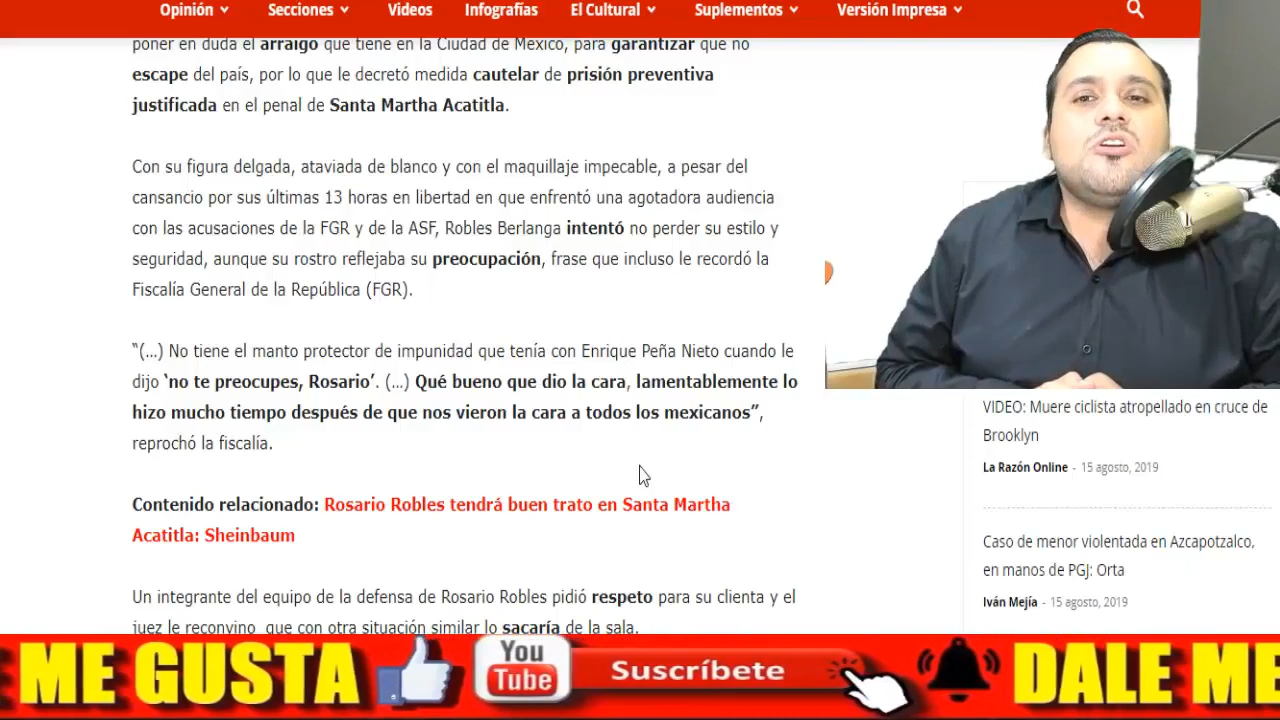 Opinión Secciones Videos Infografías El Cultural Suplementos Versión Impresa
poner en duda el arraigo que tiene en la Ciudad de México, para garantizar que no
escape del país, por lo que le decretó medida cautelar de prisión preventiva
justificada en el penal de Santa Martha Acatitla.
Con su figura delgada, ataviada de blanco y con el maquillaje impecable, a pesar del
cansancio por sus últimas 13 horas en libertad en que enfrentó una agotadora audiencia
con las acusaciones de la FGR y de la ASF, Robles Berlanga intentó no perder su estilo y
seguridad, aunque su rostro reflejaba su preocupación, frase que incluso le recordó la
Fiscalía General de la República (FGR).
“(...) No tiene el manto protector de impunidad que tenía con Enrique Peña Nieto cuando le
dijo ‘no te preocupes, Rosario’. (...) Qué bueno que dio la cara, lamentablemente lo
hizo mucho tiempo después de que nos vieron la cara a todos los mexicanos”,
reprochó la fiscalía.
Contenido relacionado: Rosario Robles tendrá buen trato en Santa Martha
Acatitla: Sheinbaum
Un integrante del equipo de la defensa de Rosario Robles pidió respeto para su clienta y el
juez le reconvino que con otra situación similar lo sacaría de la sala.
VIDEO: Muere ciclista atropellado en cruce de
Brooklyn
La Razón Online - 15 agosto, 2019
Caso de menor violentada en Azcapotzalco,
en manos de PGJ: Orta
Iván Mejía - 15 agosto, 2019
ME GUSTA You Tube Suscríbete DALE ME